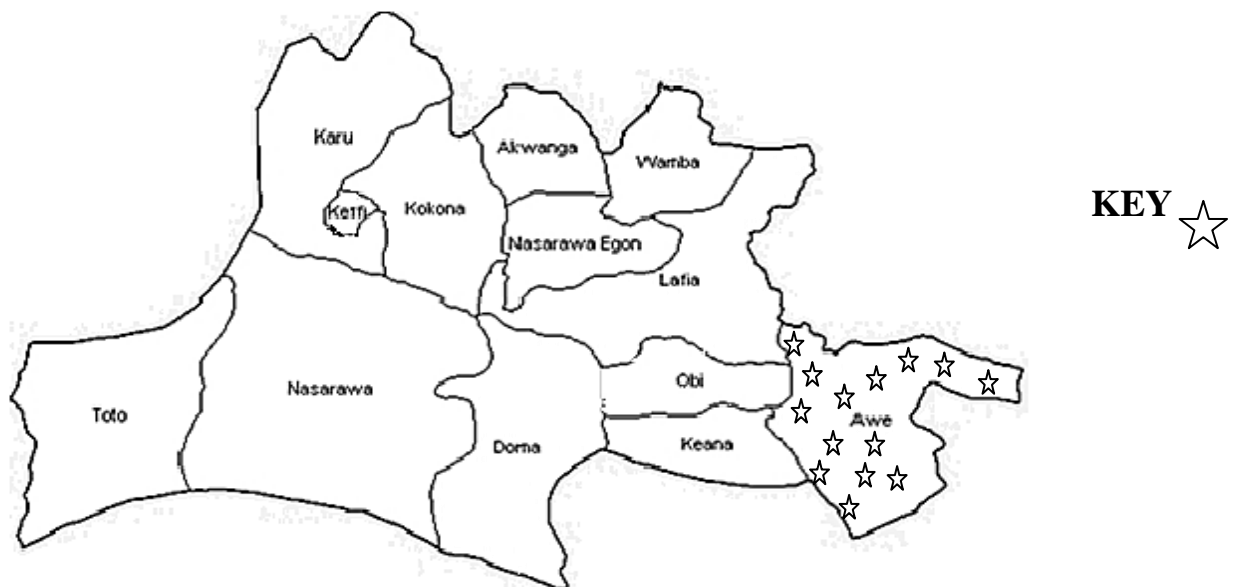 Karu
Akwanga
Wamba
KEY
Keffi
Kokona
Nasarawa Egon
Lafia
Nasarawa
Obi
Toto
Awe
Doma
Keana